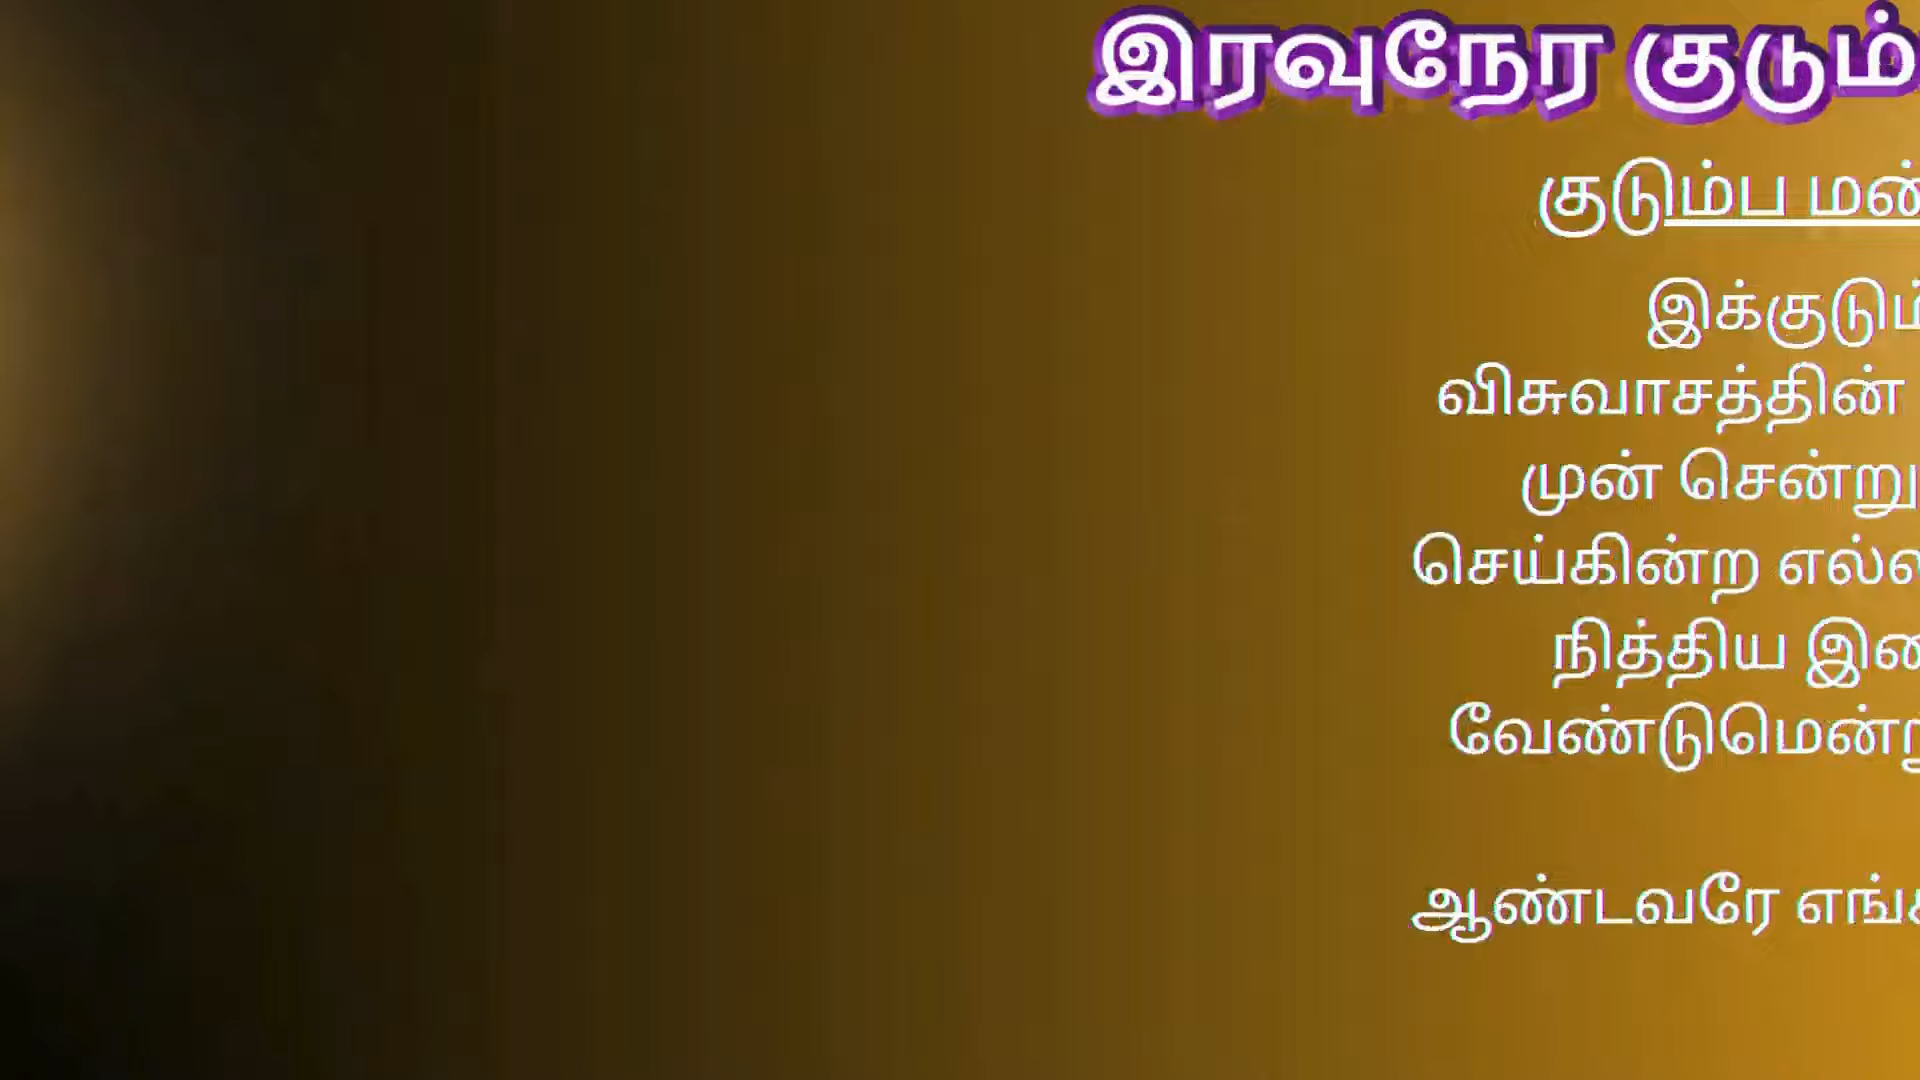 இரவுநேர குடும்
குடும்ப மன்
இக்குடும்
விசுவாசத்தின்
முன் சென்று
செய்கின்ற எல்ல
நித்திய
வேண்டுமென்று
ஆண்டவரே எங்க